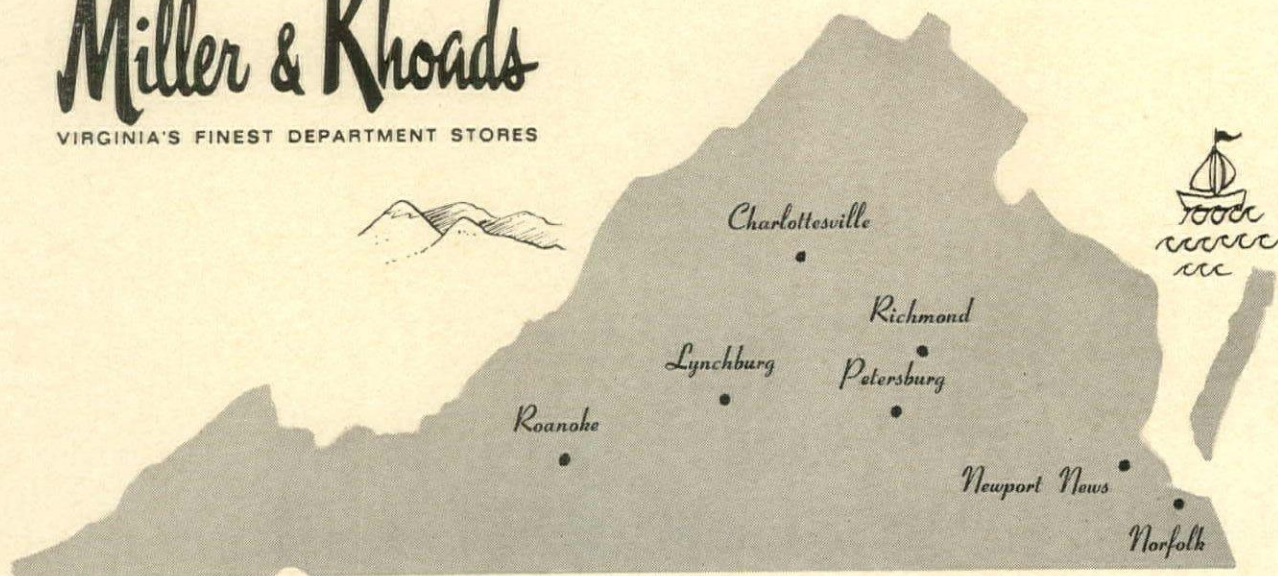 Miller & Rhoads
VIRGINIA'S FINEST DEPARTMENT STORES
Charlottesville
Richmond
Lynchburg
Petersburg
Roanoke
Newport News
Norfolk